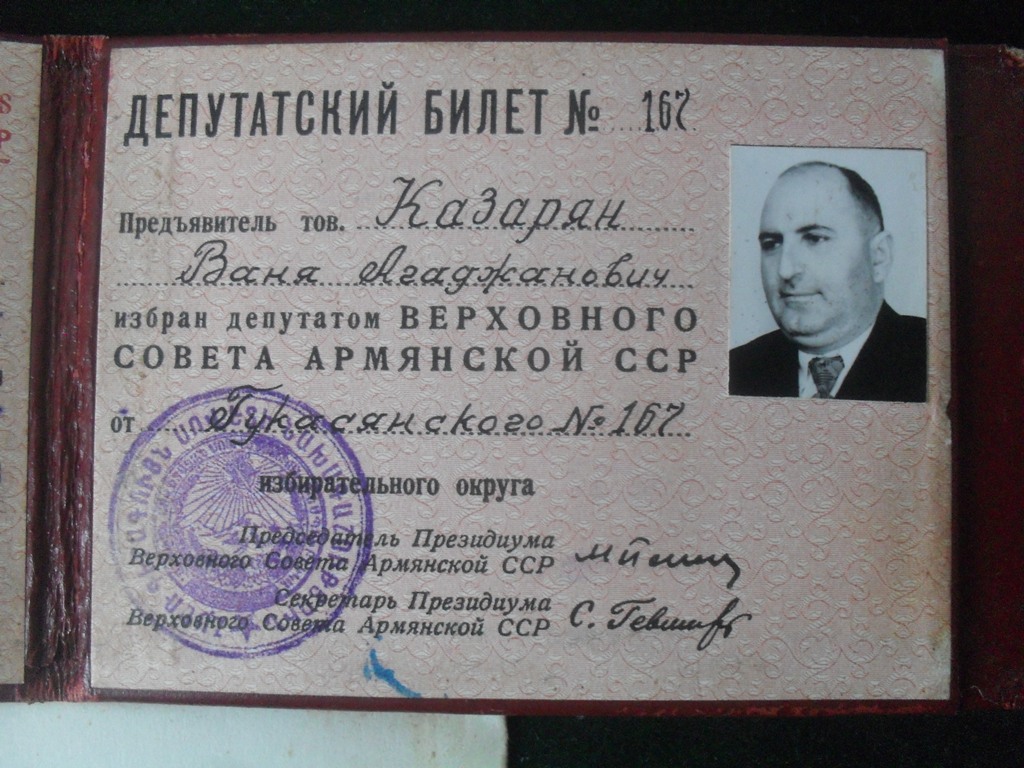 ДЕПУТАТСКИЙ БИЛЕТ № 167
Предъявитель тов. Казарян
Ваня Агаджанович
избран депутатом ВЕРХОВНОГО
СОВЕТА АРМЯНСКОЙ ССР
от Гукасянского № 167
избирательного округа
Председатель Президиума
Верховного Совета Армянской ССР
Секретарь Президиума
Верховного Совета Армянской ССР
С.